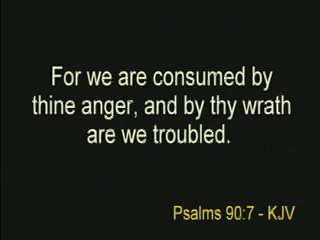 For we are consumed by
thine anger, and by thy wrath
are we troubled.
Psalms 90:7 - KJV